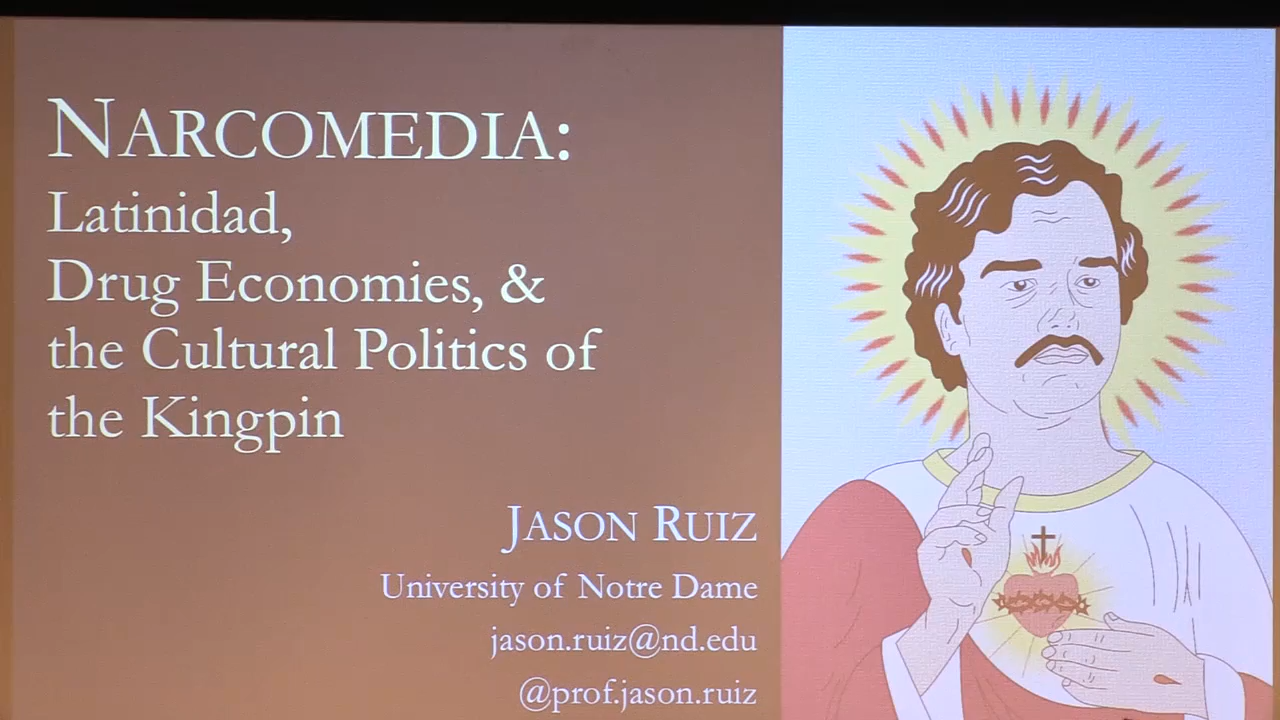 NARCOMEDIA:
Latinidad,
Drug Economies, &
the Cultural Politics of
the Kingpin
JASON RUIZ
University of Notre Dame
jason.ruiz@nd.edu
@prof.jason.ruiz